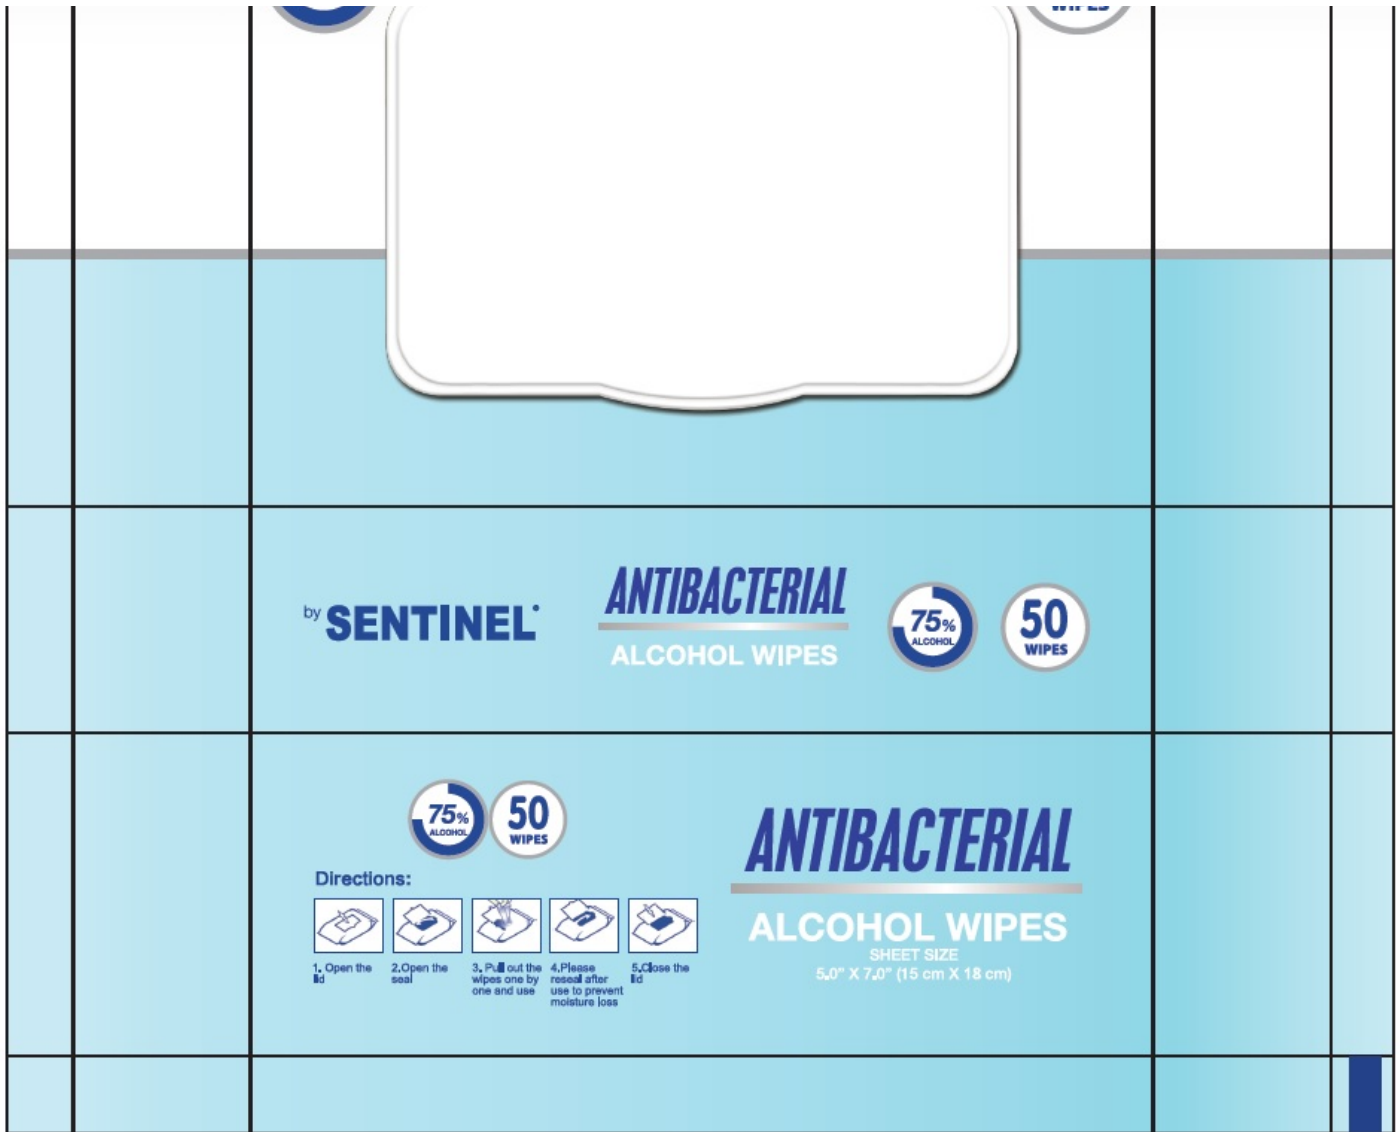 WIPES
by SENTINEL
ANTIBACTERIAL
ALCOHOL WIPES
75%
ALCOHOL
50
WIPES
75%
ALCOHOL
50
WIPES
Directions:
1. Open the
lid
2.Open the
seal
3. Pull out the
wipes one by
one and use
4.Please
reseal after
use to prevent
moisture loss
5.Close the
lid
ANTIBACTERIAL
ALCOHOL WIPES
SHEET SIZE
5.0" X 7.0" (15 cm X 18 cm)